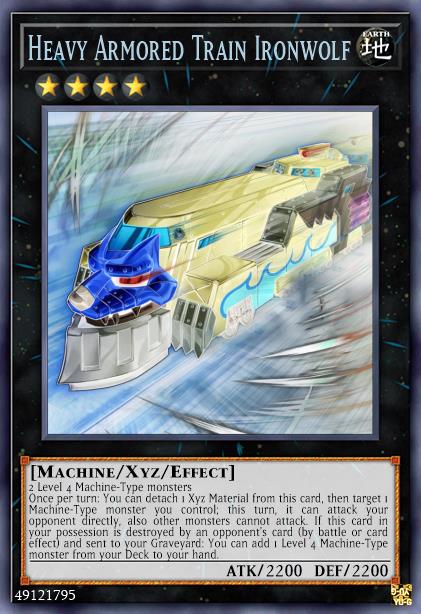 HEAVY ARMORED TRAIN IRONWOLF
EARTH
地
[MACHINE/XYZ/EFFECT]
2 Level 4 Machine-Type monsters
Once per turn: You can detach 1 Xyz Material from this card, then target 1
Machine-Type monster you control; this turn, it can attack your
opponent directly, also other monsters cannot attack. If this card in
your possession is destroyed by an opponent's card (by battle or card
effect) and sent to your Graveyard: You can add 1 Level 4 Machine-Type
monster from your Deck to your hand.
ATK/2200 DEF/2200
49121795